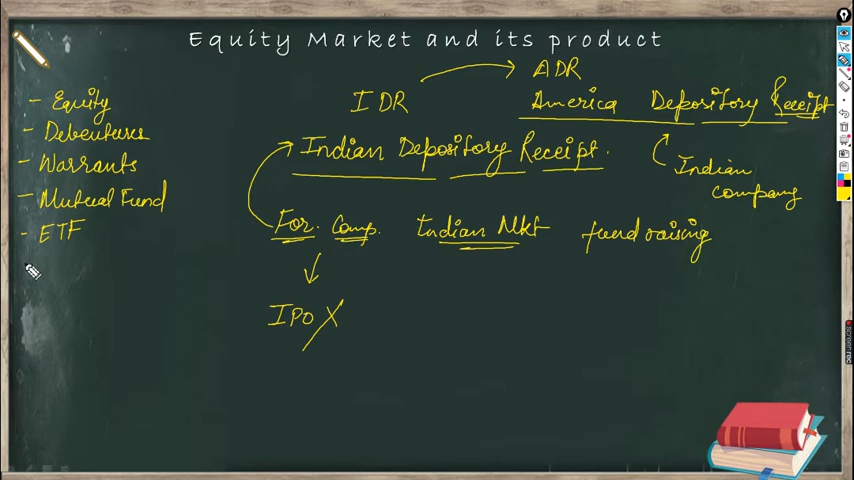 Equity Market and its product
- Equity
- Debentures
- Warrants
- Mutual Fund
- ETF
IDR
ADR
America Depository Receipt
Indian Depository Receipt.
Indian
company
For. Comp. Indian Mkt fund raising
IPO X